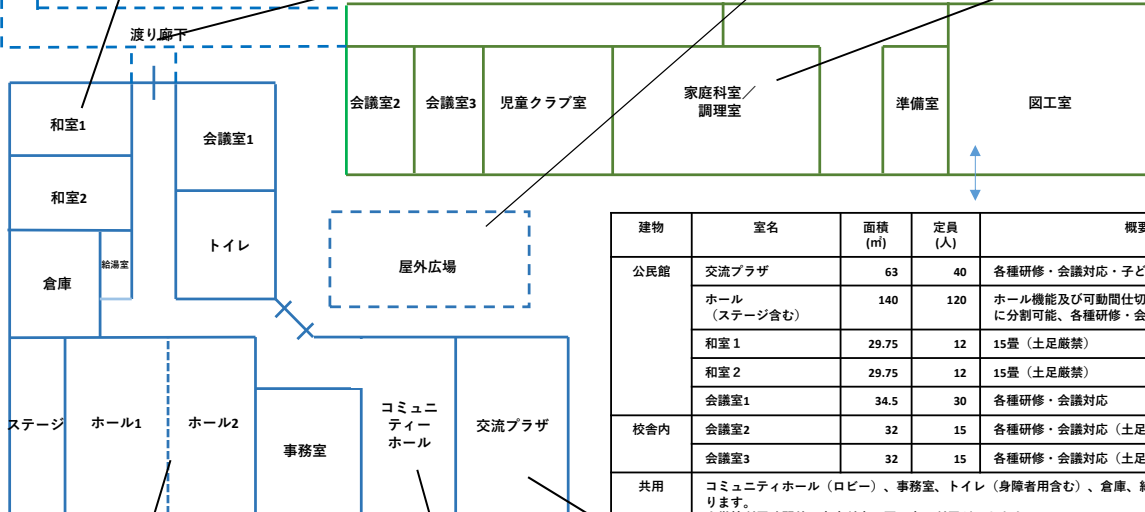 渡り廊下
和室1
会議室1
会議室2
会議室3
児童クラブ室
家庭科室／
調理室
準備室
図工室
和室2
トイレ
給湯室
倉庫
屋外広場
ステージ
ホール1
ホール2
事務室
コミュニ
ティー
ホール
交流プラザ
建物 室名 面積 定員 概要
(㎡) (人)
公民館 交流プラザ 63 40 各種研修・会議対応・子ど
ホール 140 120 ホール機能及び可動間仕切
（ステージ含む） に分割可能、各種研修・会
和室１ 29.75 12 15畳（土足厳禁）
和室２ 29.75 12 15畳（土足厳禁）
会議室1 34.5 30 各種研修・会議対応
校舎内 会議室2 32 15 各種研修・会議対応（土足
会議室3 32 15 各種研修・会議対応（土足
共用 コミュニティホール（ロビー）、事務室、トイレ（身障者用含む）、倉庫、
ります。